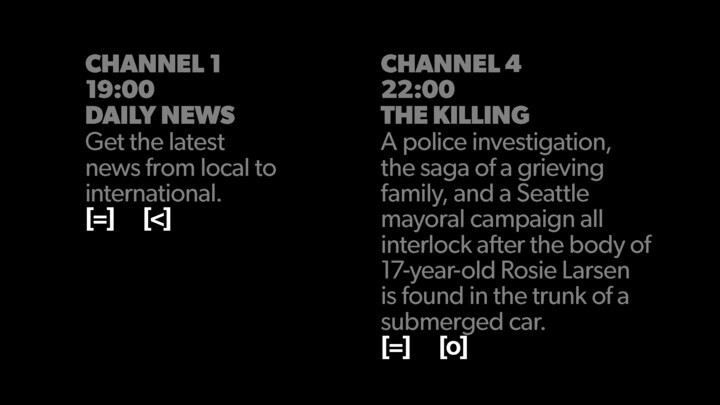 CHANNEL 1
19:00
DAILY NEWS
Get the latest
news from local to
international.
[=] [<]
CHANNEL 4
22:00
THE KILLING
A police investigation,
the saga of a grieving
family, and a Seattle
mayoral campaign all
interlock after the body of
17-year-old Rosie Larsen
is found in the trunk of a
submerged car.
[=] [o]